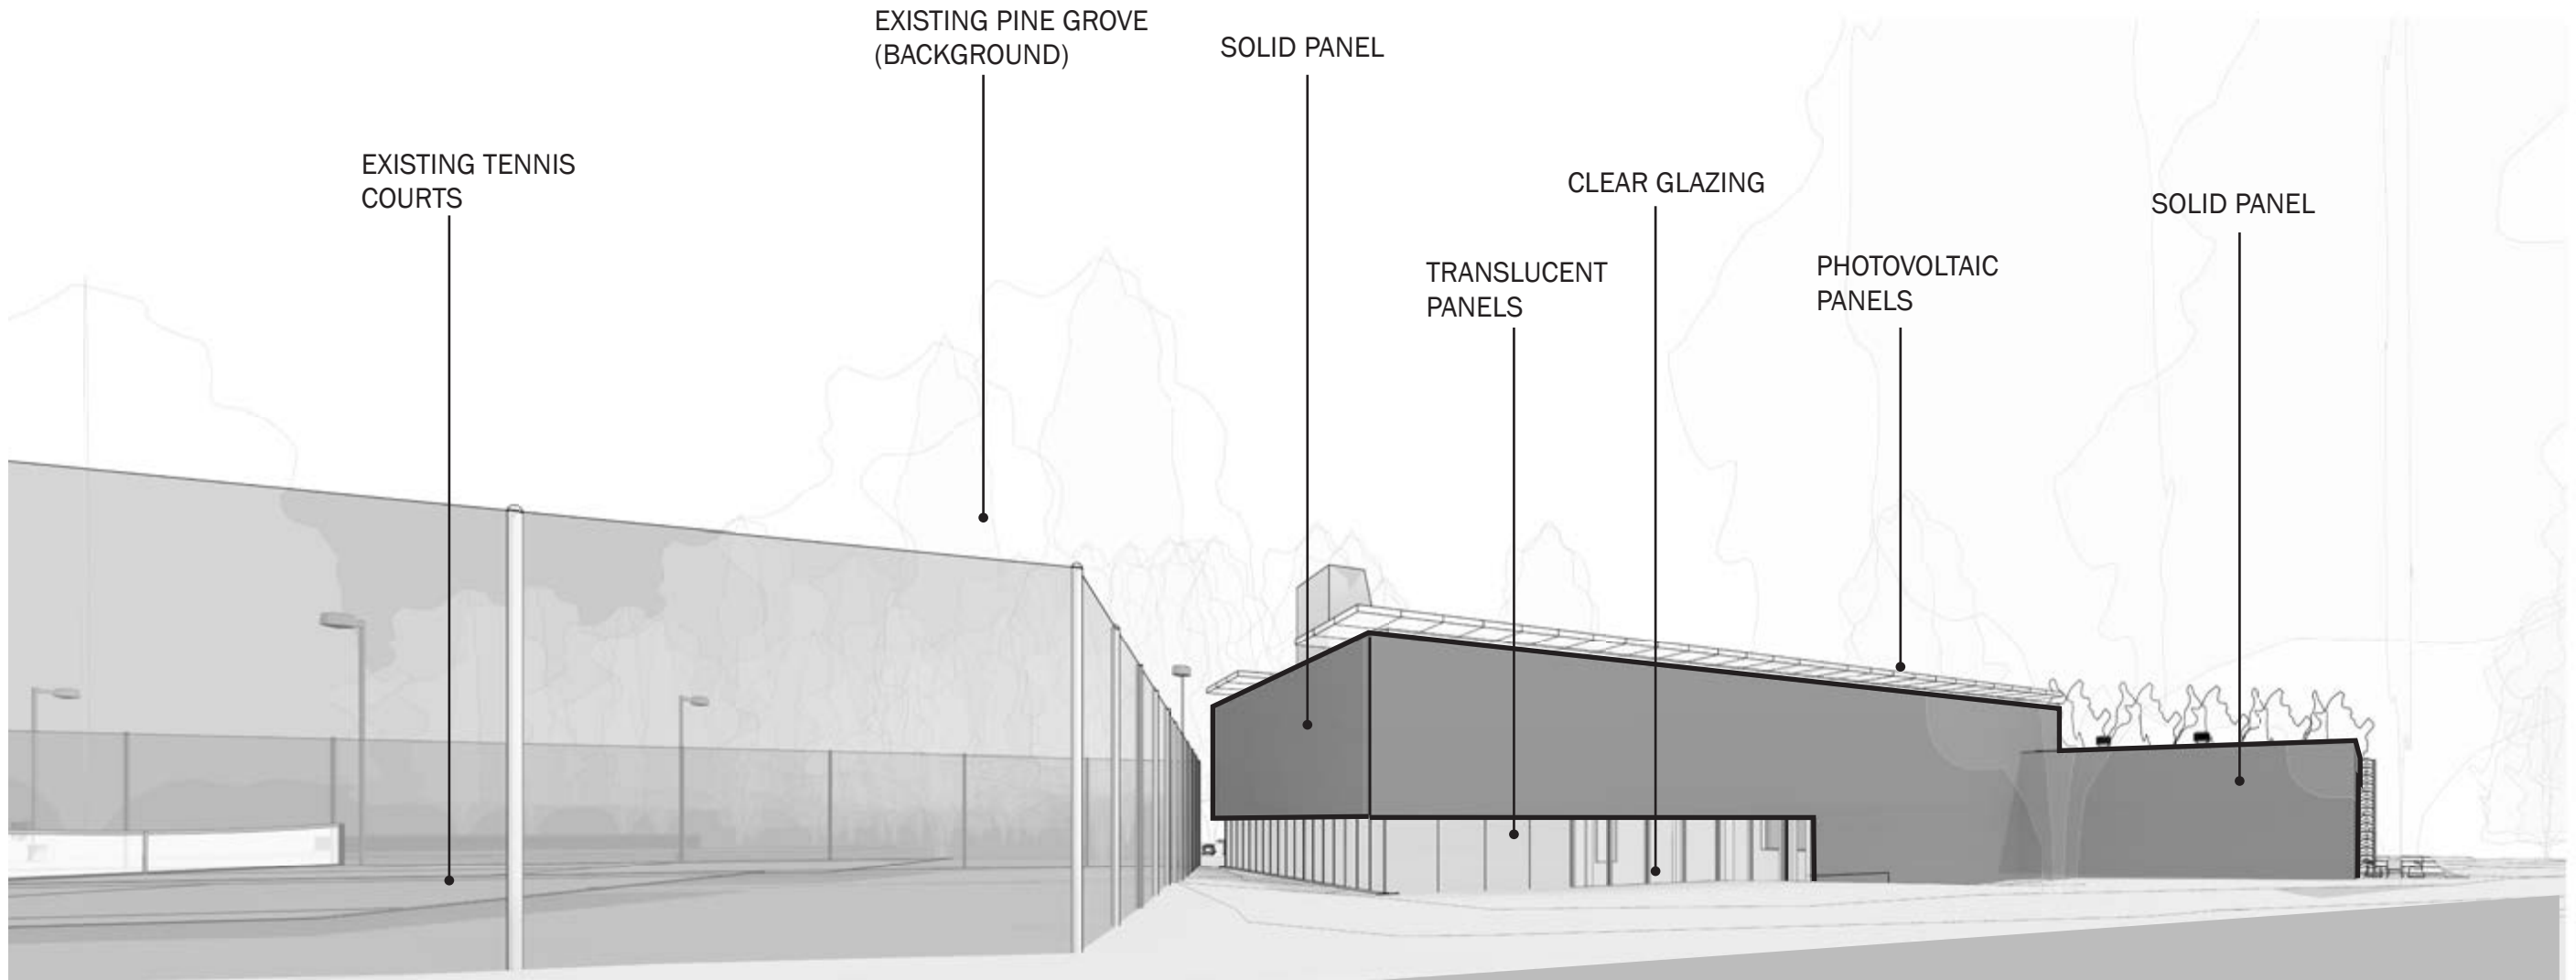 EXISTING PINE GROVE
(BACKGROUND)
SOLID PANEL
EXISTING TENNIS
COURTS
CLEAR GLAZING
SOLID PANEL
TRANSLUCENT
PANELS
PHOTOVOLTAIC
PANELS